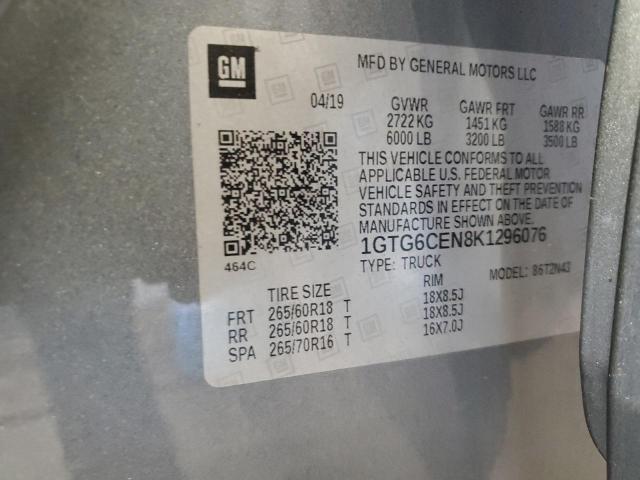 GM
MFD BY GENERAL MOTORS LLC
04/19 GVWR GAWR FRT GAWR RR
2722 KG 1451 KG 1588 KG
6000 LB 3200 LB 3500 LB
THIS VEHICLE CONFORMS TO ALL
APPLICABLE U.S. FEDERAL MOTOR
VEHICLE SAFETY AND THEFT PREVENTION
STANDARDS IN EFFECT ON THE DATE OF
MANUFACTURE SHOWN ABOVE.
1GTG6CEN8K1296076
464C
TYPE: TRUCK MODEL: 86T2N43
TIRE SIZE RIM
FRT 265/60R18 T 18X8.5J
RR 265/60R18 T 18X8.5J
SPA 265/70R16 T 16X7.0J